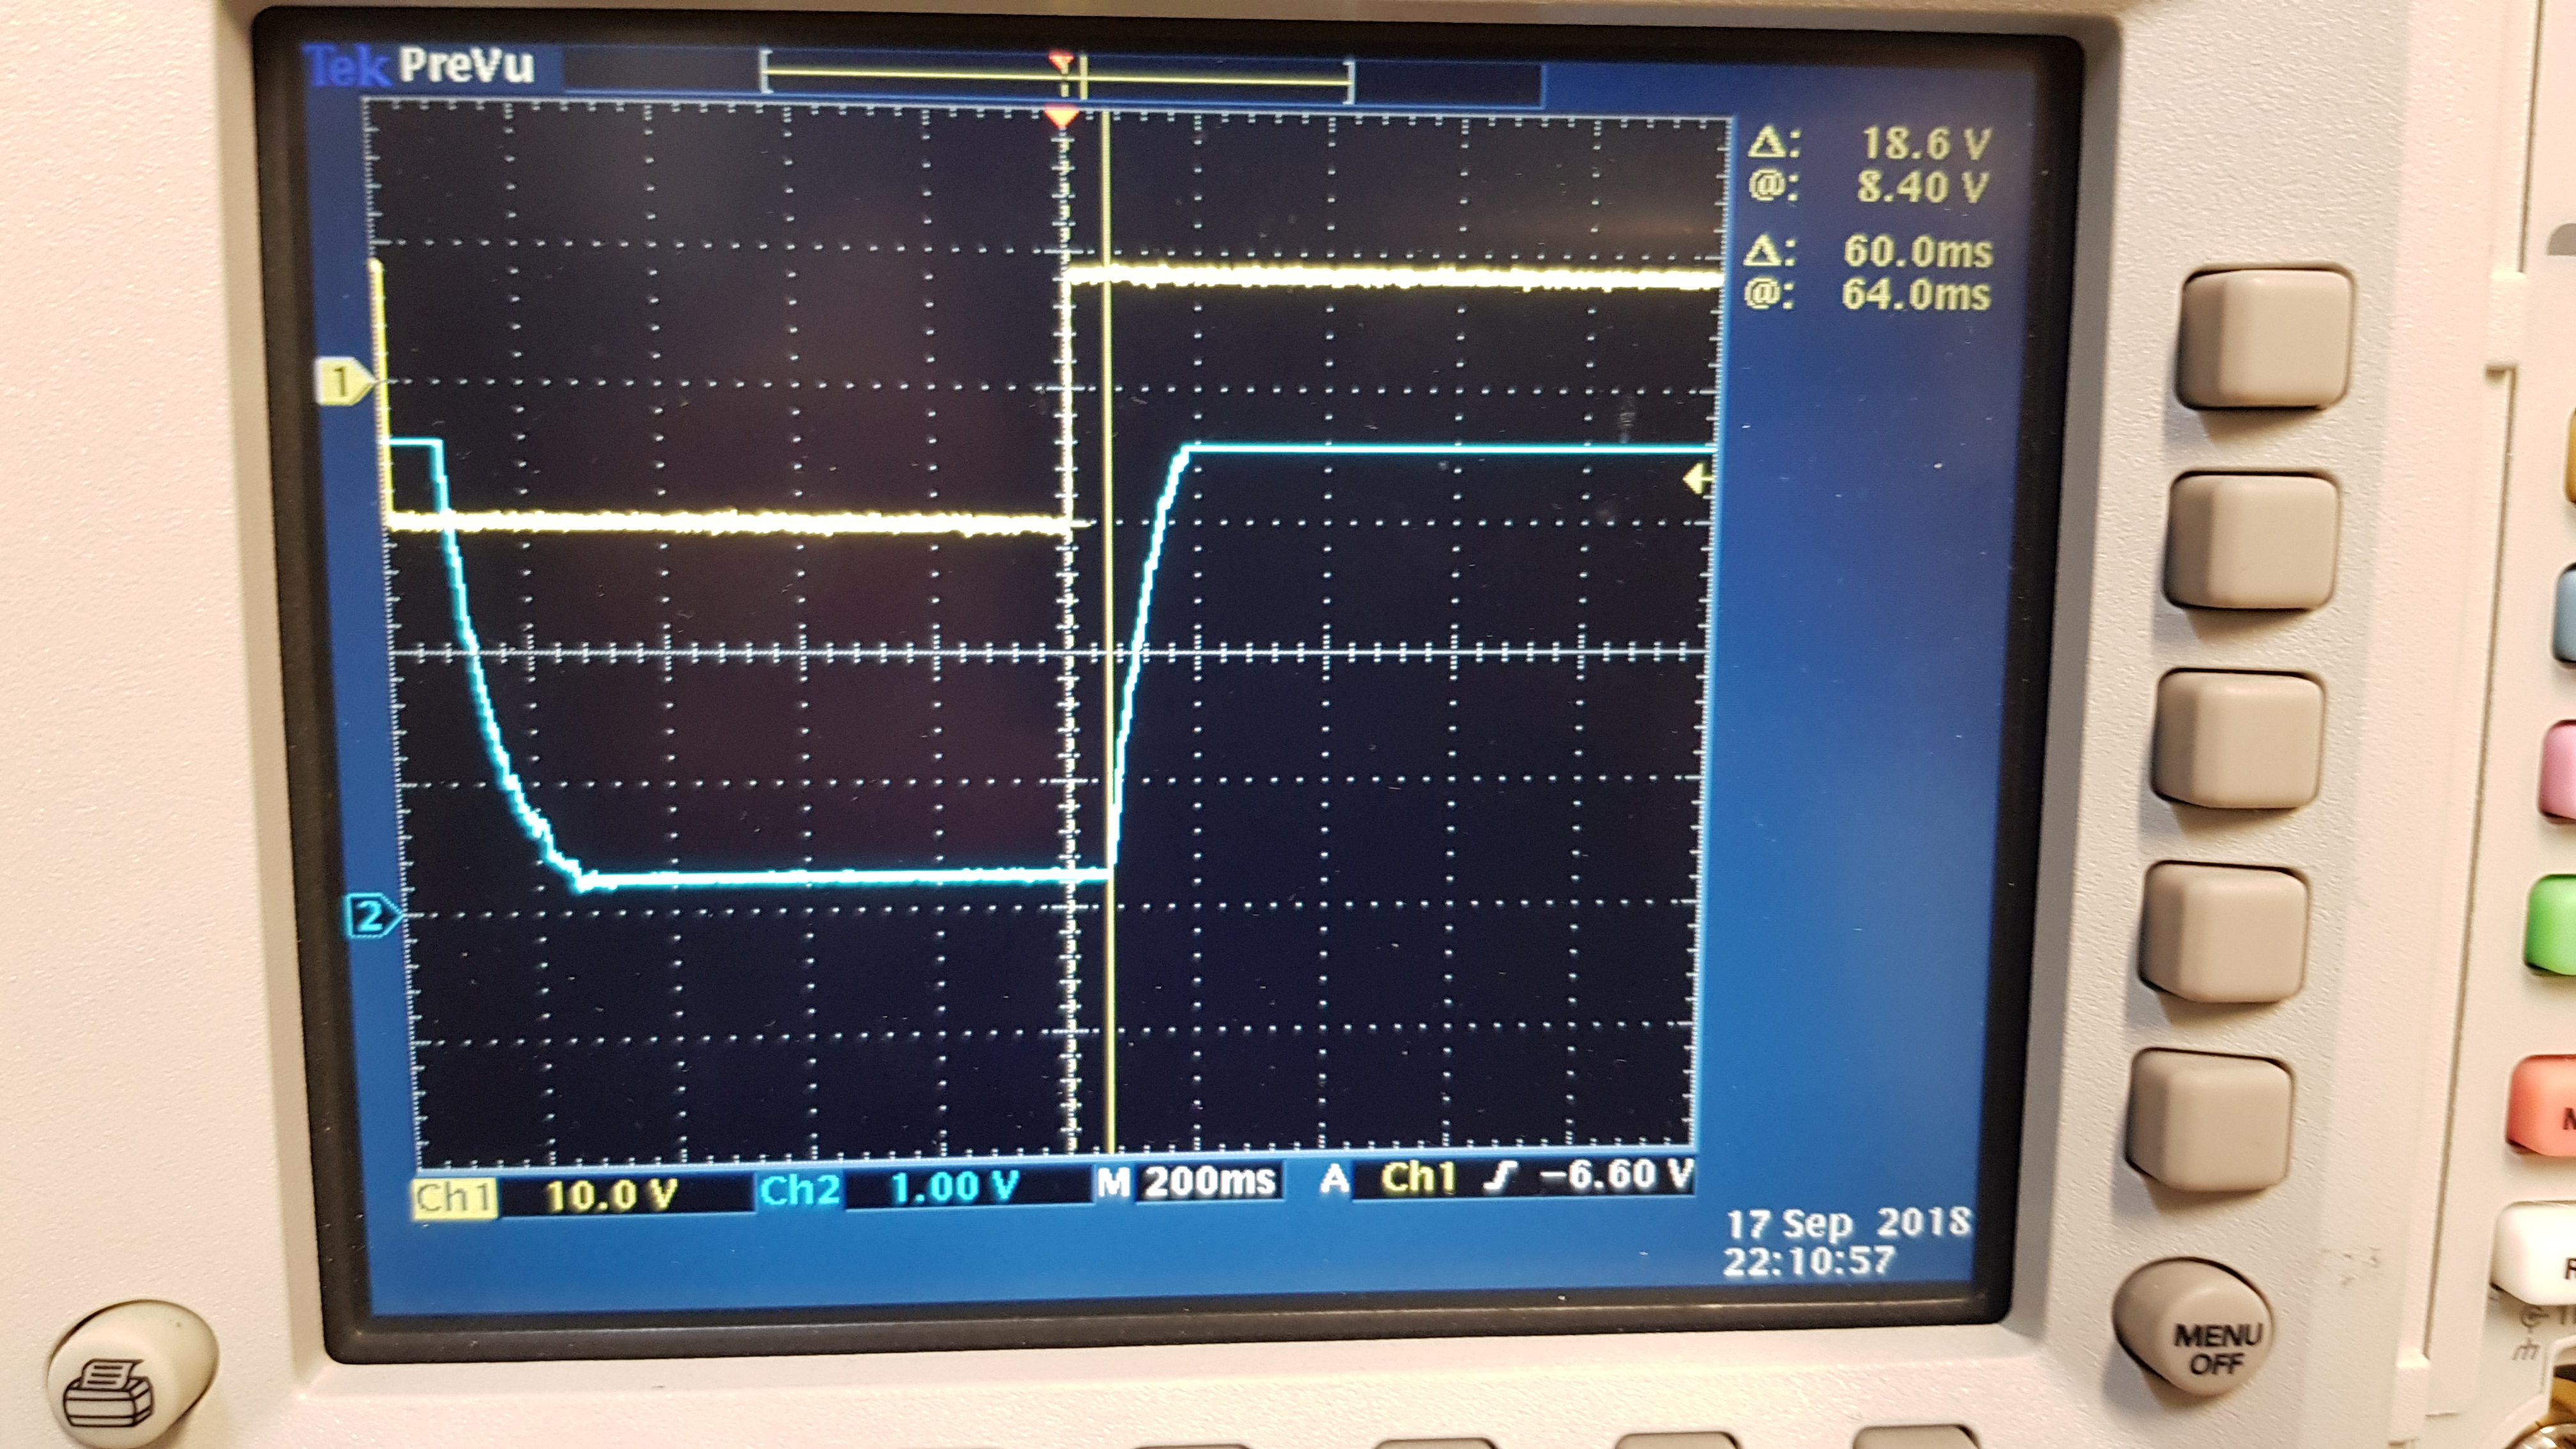 Tek PreVu
Δ: 18.6 V
@: 8.40 V
Δ: 60.0ms
@: 64.0ms
1
2
Ch1 10.0 V Ch2 1.00 V M 200ms A Ch1 -6.60 V
17 Sep 2018
22:10:57
MENU
OFF